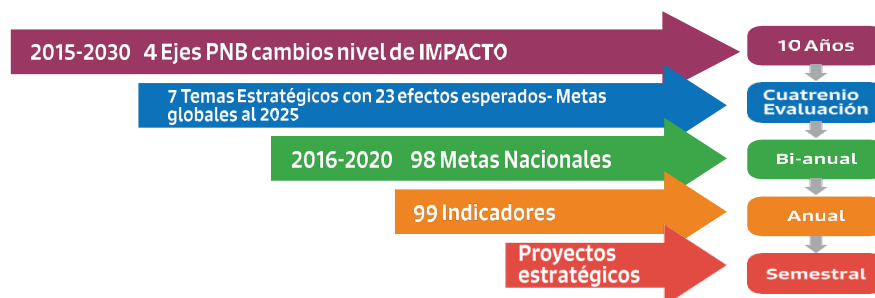 2015-2030 4 Ejes PNB cambios nivel de IMPACTO
10 Años
7 Temas Estratégicos con 23 efectos esperados- Metas
globales al 2025
Cuatrenio
Evaluación
2016-2020 98 Metas Nacionales
Bi-anual
99 Indicadores
Anual
Proyectos
estratégicos
Semestral